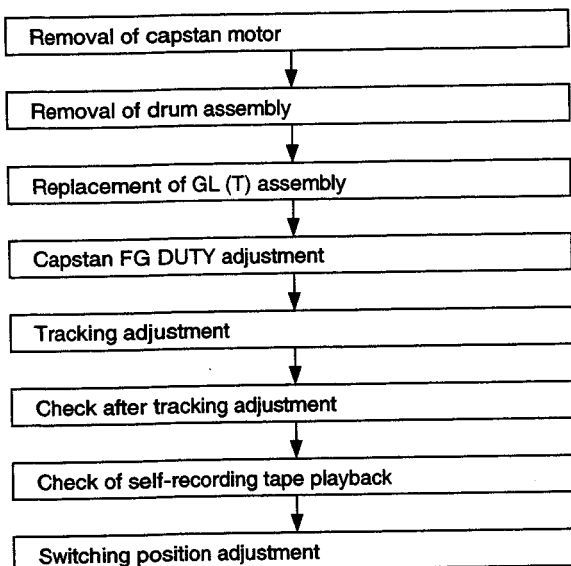 Removal of capstan motor
Removal of drum assembly
Replacement of GL (T) assembly
Capstan FG DUTY adjustment
Tracking adjustment
Check after tracking adjustment
Check of self-recording tape playback
Switching position adjustment